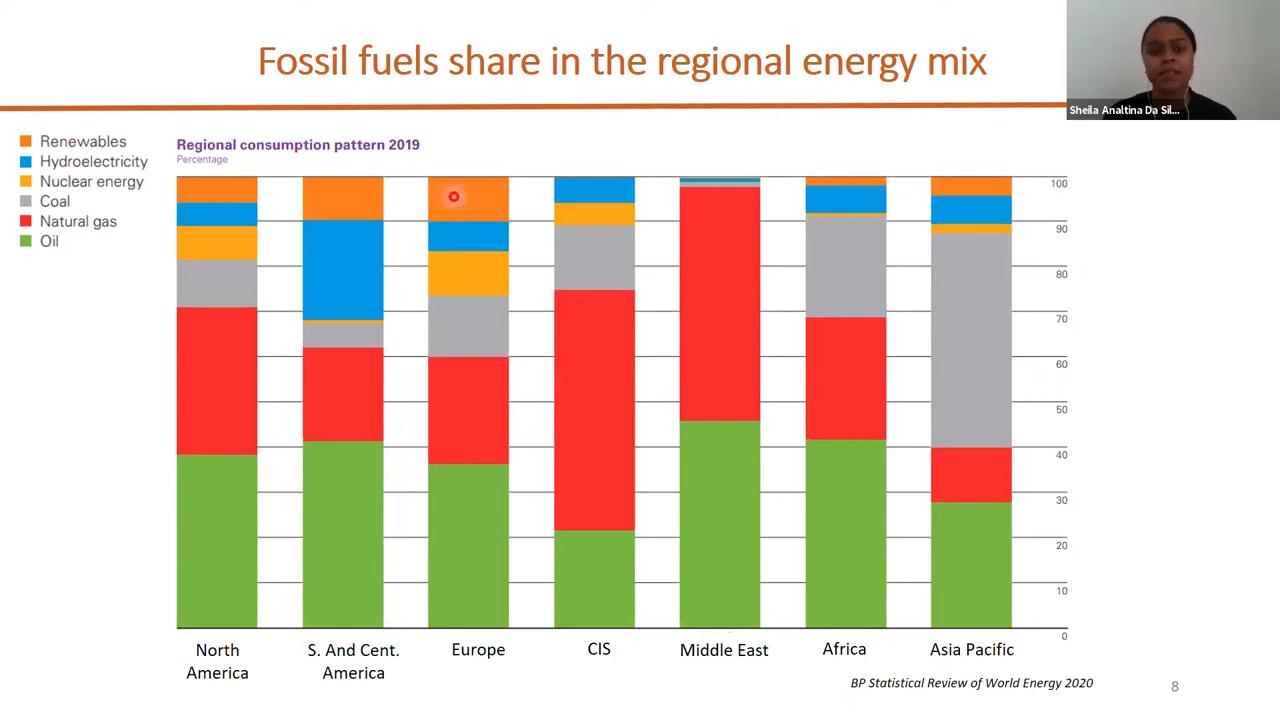 Fossil fuels share in the regional energy mix
Sheila Analtina Da Sil...
Renewables
Hydroelectricity
Nuclear energy
Coal
Natural gas
Oil
Regional consumption pattern 2019
Percentage
100
90
80
70
60
50
40
30
20
10
0
North America
S. And Cent. America
Europe
CIS
Middle East
Africa
Asia Pacific
BP Statistical Review of World Energy 2020
8